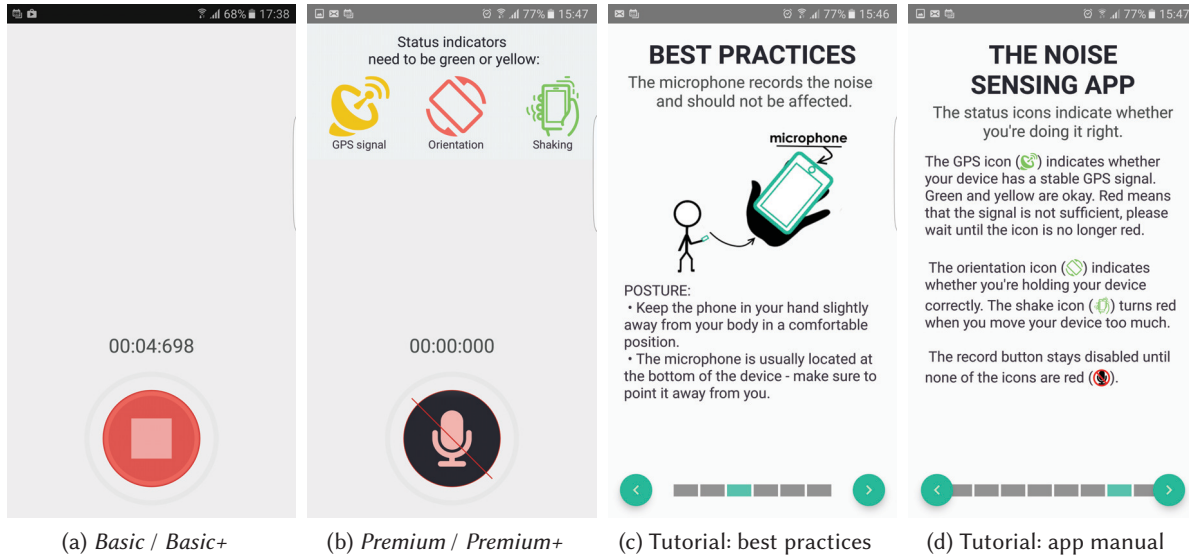 68% 17:38
00:04:698
(a) Basic / Basic+
77% 15:47
Status indicators
need to be green or yellow:
GPS signal
Orientation
Shaking
00:00:000
(b) Premium / Premium+
77% 15:46
BEST PRACTICES
The microphone records the noise
and should not be affected.
microphone
POSTURE:
• Keep the phone in your hand slightly
away from your body in a comfortable
position.
• The microphone is usually located at
the bottom of the device - make sure to
point it away from you.
(c) Tutorial: best practices
77% 15:47
THE NOISE
SENSING APP
The status icons indicate whether
you're doing it right.
The GPS icon ( ) indicates whether
your device has a stable GPS signal.
Green and yellow are okay. Red means
that the signal is not sufficient, please
wait until the icon is no longer red.
The orientation icon ( ) indicates
whether you're holding your device
correctly. The shake icon ( ) turns red
when you move your device too much.
The record button stays disabled until
none of the icons are red ( ).
(d) Tutorial: app manual